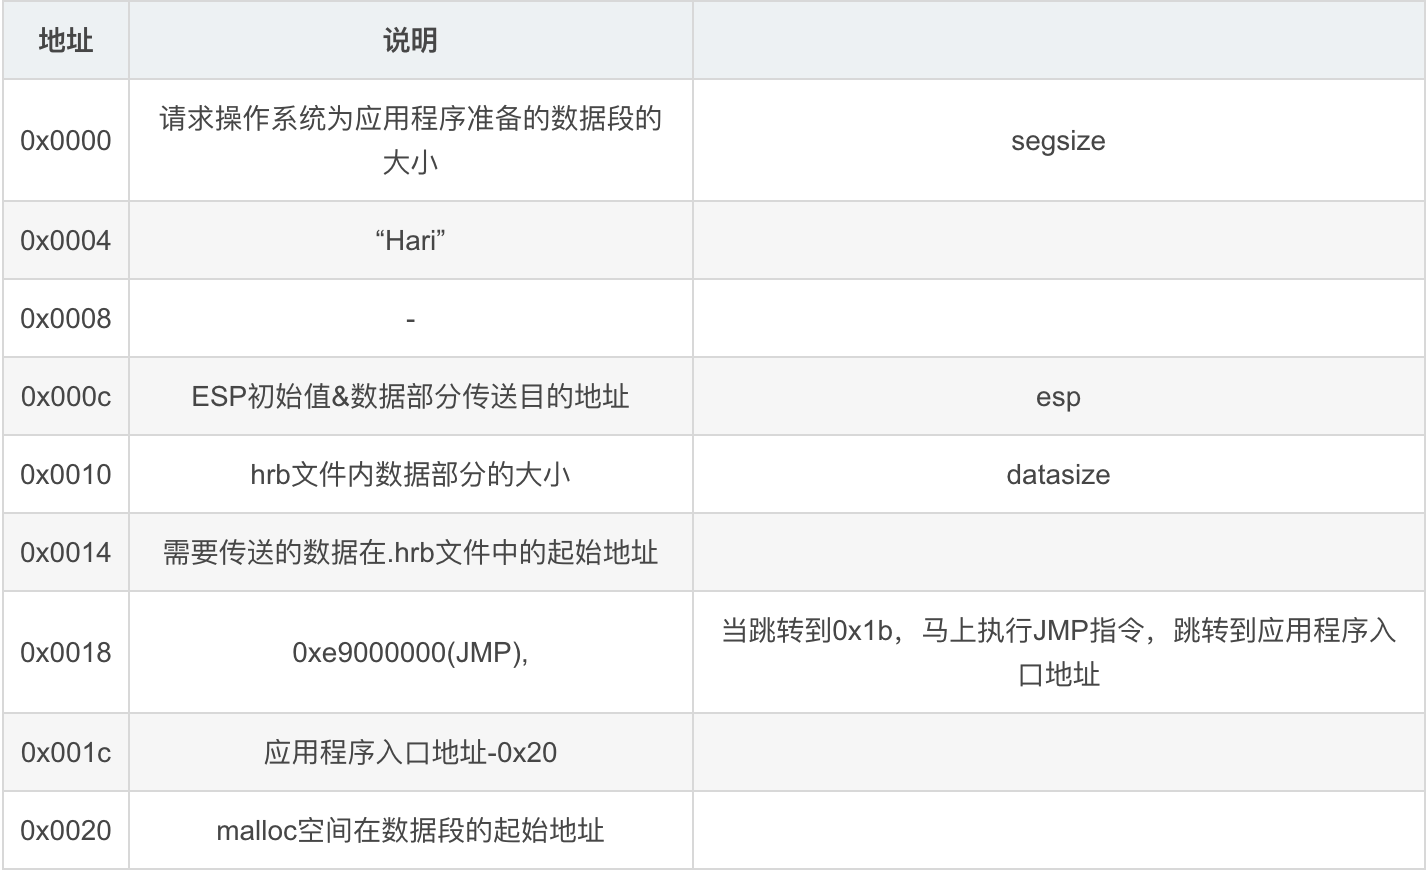 地址 说明
0x0000 请求操作系统为应用程序准备的数据段的
大小 segsize
0x0004 “Hari”
0x0008 -
0x000c ESP初始值&数据部分传送目的地址 esp
0x0010 hrb文件内数据部分的大小 datasize
0x0014 需要传送的数据在.hrb文件中的起始地址
0x0018 0xe9000000(JMP), 当跳转到0x1b，马上执行JMP指令，跳转到应用程序入
口地址
0x001c 应用程序入口地址-0x20
0x0020 malloc空间在数据段的起始地址